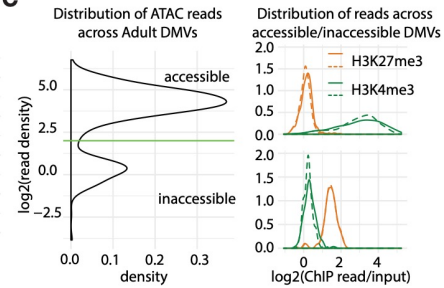 Distribution of ATAC reads
across Adult DMVs
accessible
inaccessible
log2(read density)
5.0
2.5
0.0
−2.5
0.0 0.1 0.2 0.3
density
Distribution of reads across
accessible/inaccessible DMVs
H3K27me3
H3K4me3
2.0
1.5
1.0
0.5
0.0
2.0
1.5
1.0
0.5
0.0
0 2 4
log2(ChIP read/input)